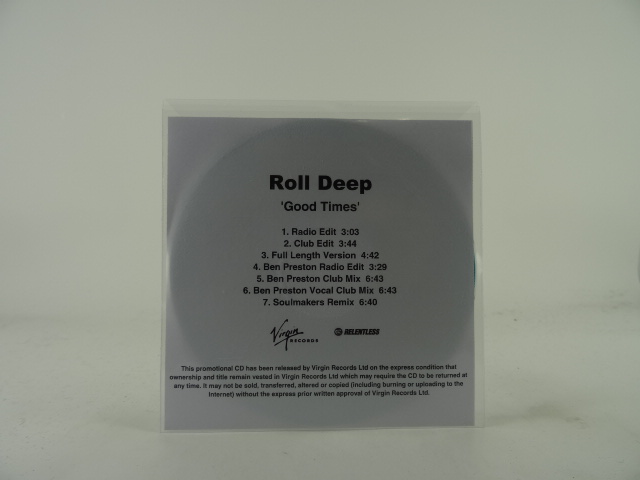 Roll Deep
'Good Times'
1. Radio Edit 3:03
2. Club Edit 3:44
3. Full Length Version 4:42
4. Ben Preston Radio Edit 3:29
5. Ben Preston Club Mix 6:43
6. Ben Preston Vocal Club Mix 6:43
7. Soulmakers Remix 6:40
Virgin RECORDS RELENTLESS
This promotional CD has been released by Virgin Records Ltd on the express condition that
ownership and title remain vested in Virgin Records Ltd which may require the CD to be returned at
any time. It may not be sold, transferred, altered or copied (including burning or uploading to the
Internet) without the express prior written approval of Virgin Records Ltd.